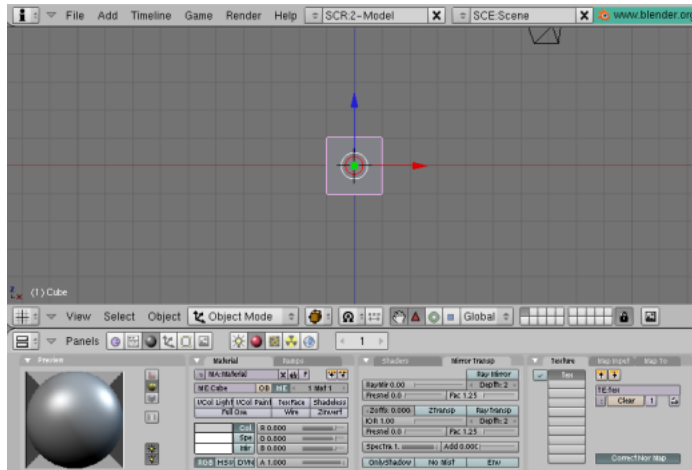 File Add Timeline Game Render Help SCR:2-Model X SCE:Scene X www.blender.org
(1) Cube
View Select Object Object Mode Global
Panels 1
Preview
Material Ramps
MA:Material
ME:Cube OB ME 1 Mat 1
VCol Light VCol Paint TexFace Shadeless
Full Osa Wire ZInvert
Col R 0.800
Spe G 0.800
Mir B 0.800
RGB HSV DYN A 1.000
Shaders Mirror Transp
Ray Mirror
RayMir 0.00 Depth: 2
Fresnel 0.0 Fac 1.25
Zoffs: 0.000 ZTransp Ray Transp
IOR 1.00 Depth: 2
Fresnel 0.0 Fac 1.25
SpecTra 1. Add 0.000
OnlyShadow No Mist Env
Texture Map Input Map To
Tex
TE:Tex
Clear 1
Correct Nor Map